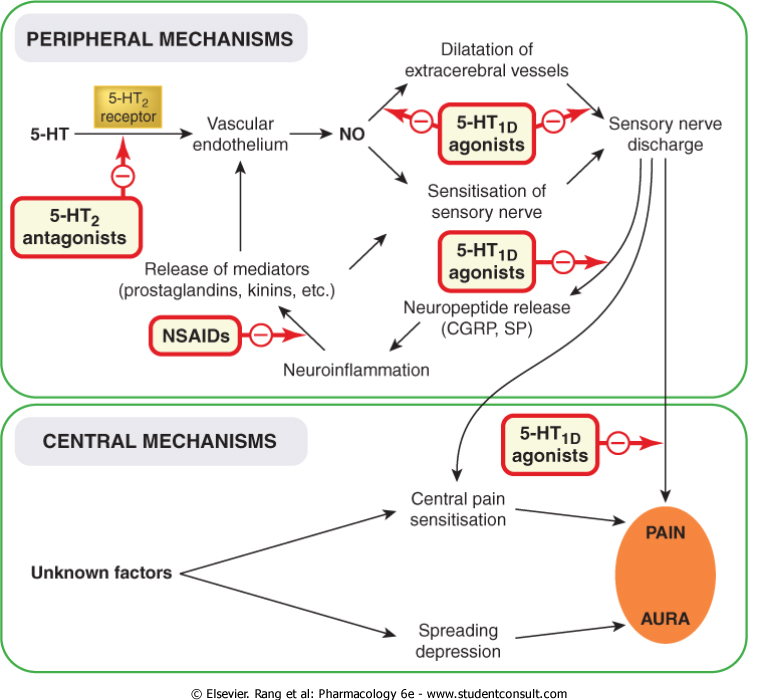 PERIPHERAL MECHANISMS
Dilatation of
extracerebral vessels
5-HT
5-HT2
receptor
Vascular
endothelium
NO
5-HT1D
agonists
Sensory nerve
discharge
5-HT2
antagonists
Sensitisation of
sensory nerve
5-HT1D
agonists
Release of mediators
(prostaglandins, kinins, etc.)
Neuropeptide release
(CGRP, SP)
NSAIDs
Neuroinflammation
CENTRAL MECHANISMS
5-HT1D
agonists
Central pain
sensitisation
PAIN
Unknown factors
AURA
Spreading
depression
© Elsevier. Rang et al: Pharmacology 6e - www.studentconsult.com